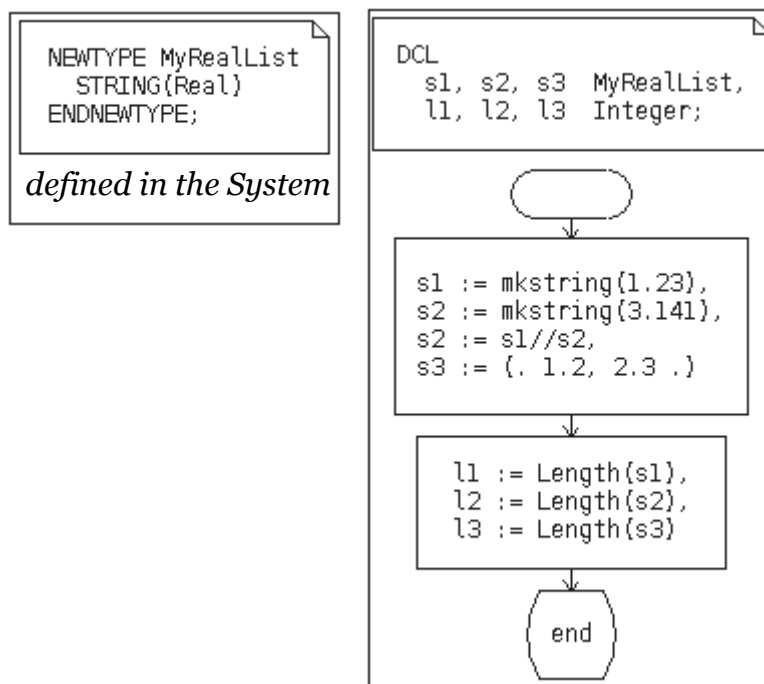 NEWTYPE MyRealList
STRING(Real)
ENDNEWTYPE;
defined in the System
DCL
s1, s2, s3 MyRealList,
l1, l2, l3 Integer;
s1 := mkstring(1.23),
s2 := mkstring(3.141),
s2 := s1//s2,
s3 := (. 1.2, 2.3 .)
l1 := Length(s1),
l2 := Length(s2),
l3 := Length(s3)
end